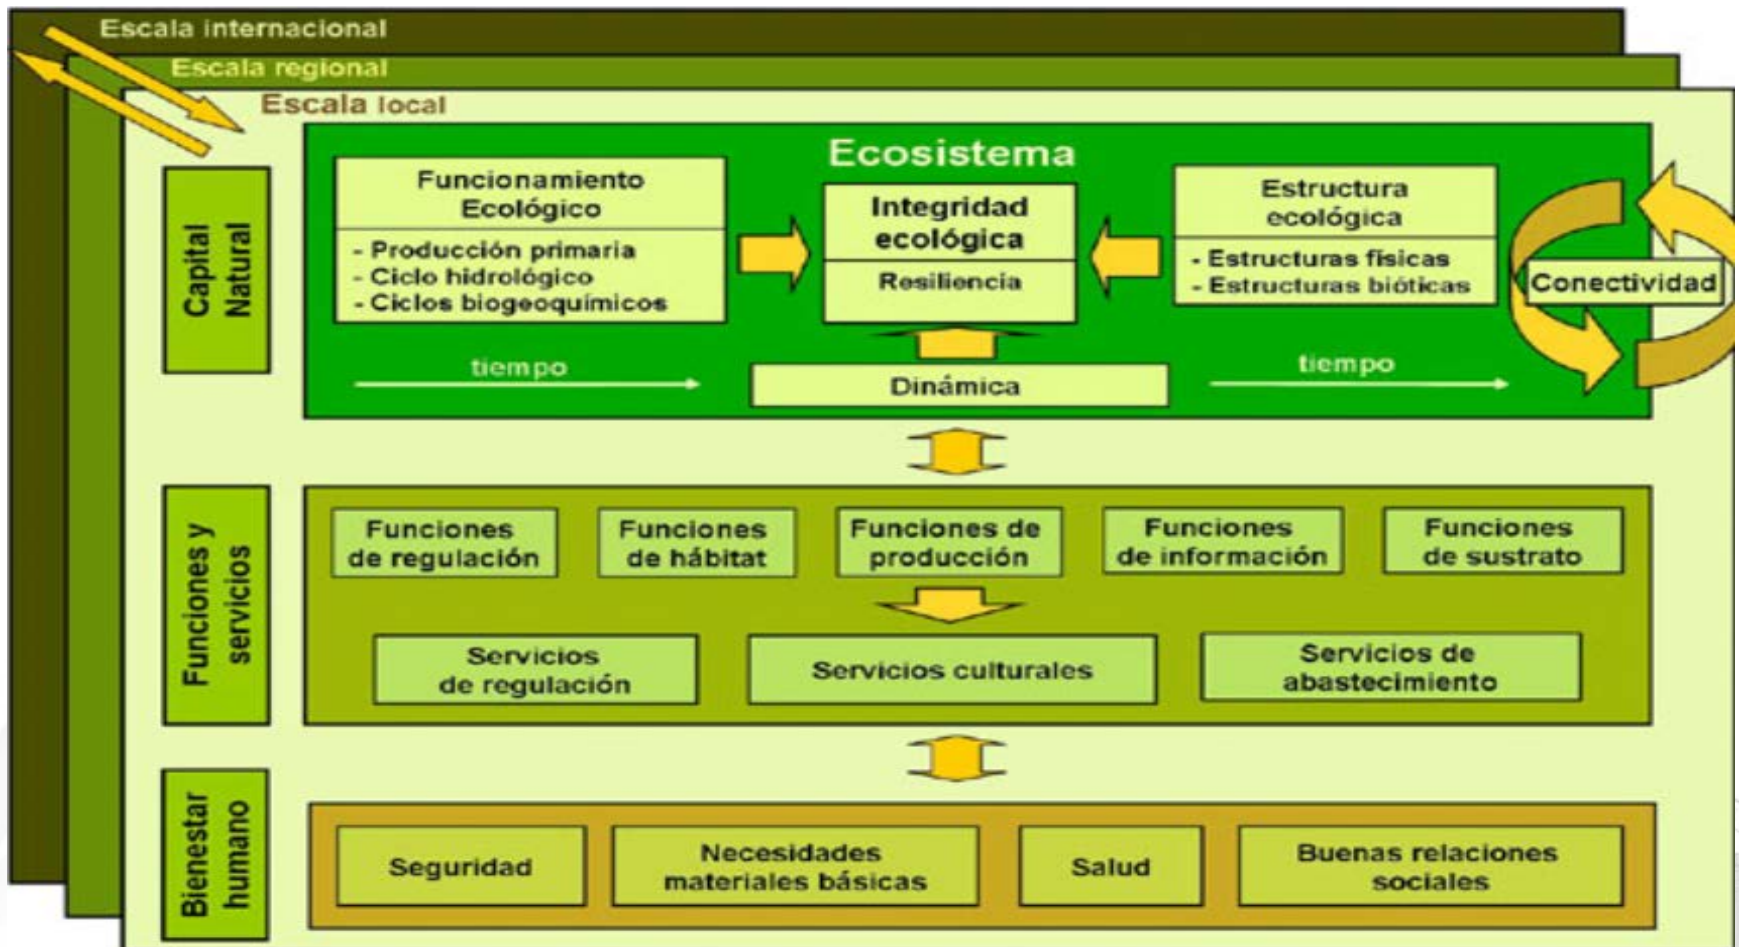 Escala internacional
Escala regional
Escala local
Capital
Natural
Ecosistema
Funcionamiento
Ecológico
- Producción primaria
- Ciclo hidrológico
- Ciclos biogeoquímicos
Integridad
ecológica
Resiliencia
Estructura
ecológica
- Estructuras físicas
- Estructuras bióticas
Conectividad
tiempo
Dinámica
tiempo
Funciones y
servicios
Funciones
de regulación
Funciones
de hábitat
Funciones de
producción
Funciones
de información
Funciones
de sustrato
Servicios
de regulación
Servicios culturales
Servicios de
abastecimiento
Bienestar
humano
Seguridad
Necesidades
materiales básicas
Salud
Buenas relaciones
sociales